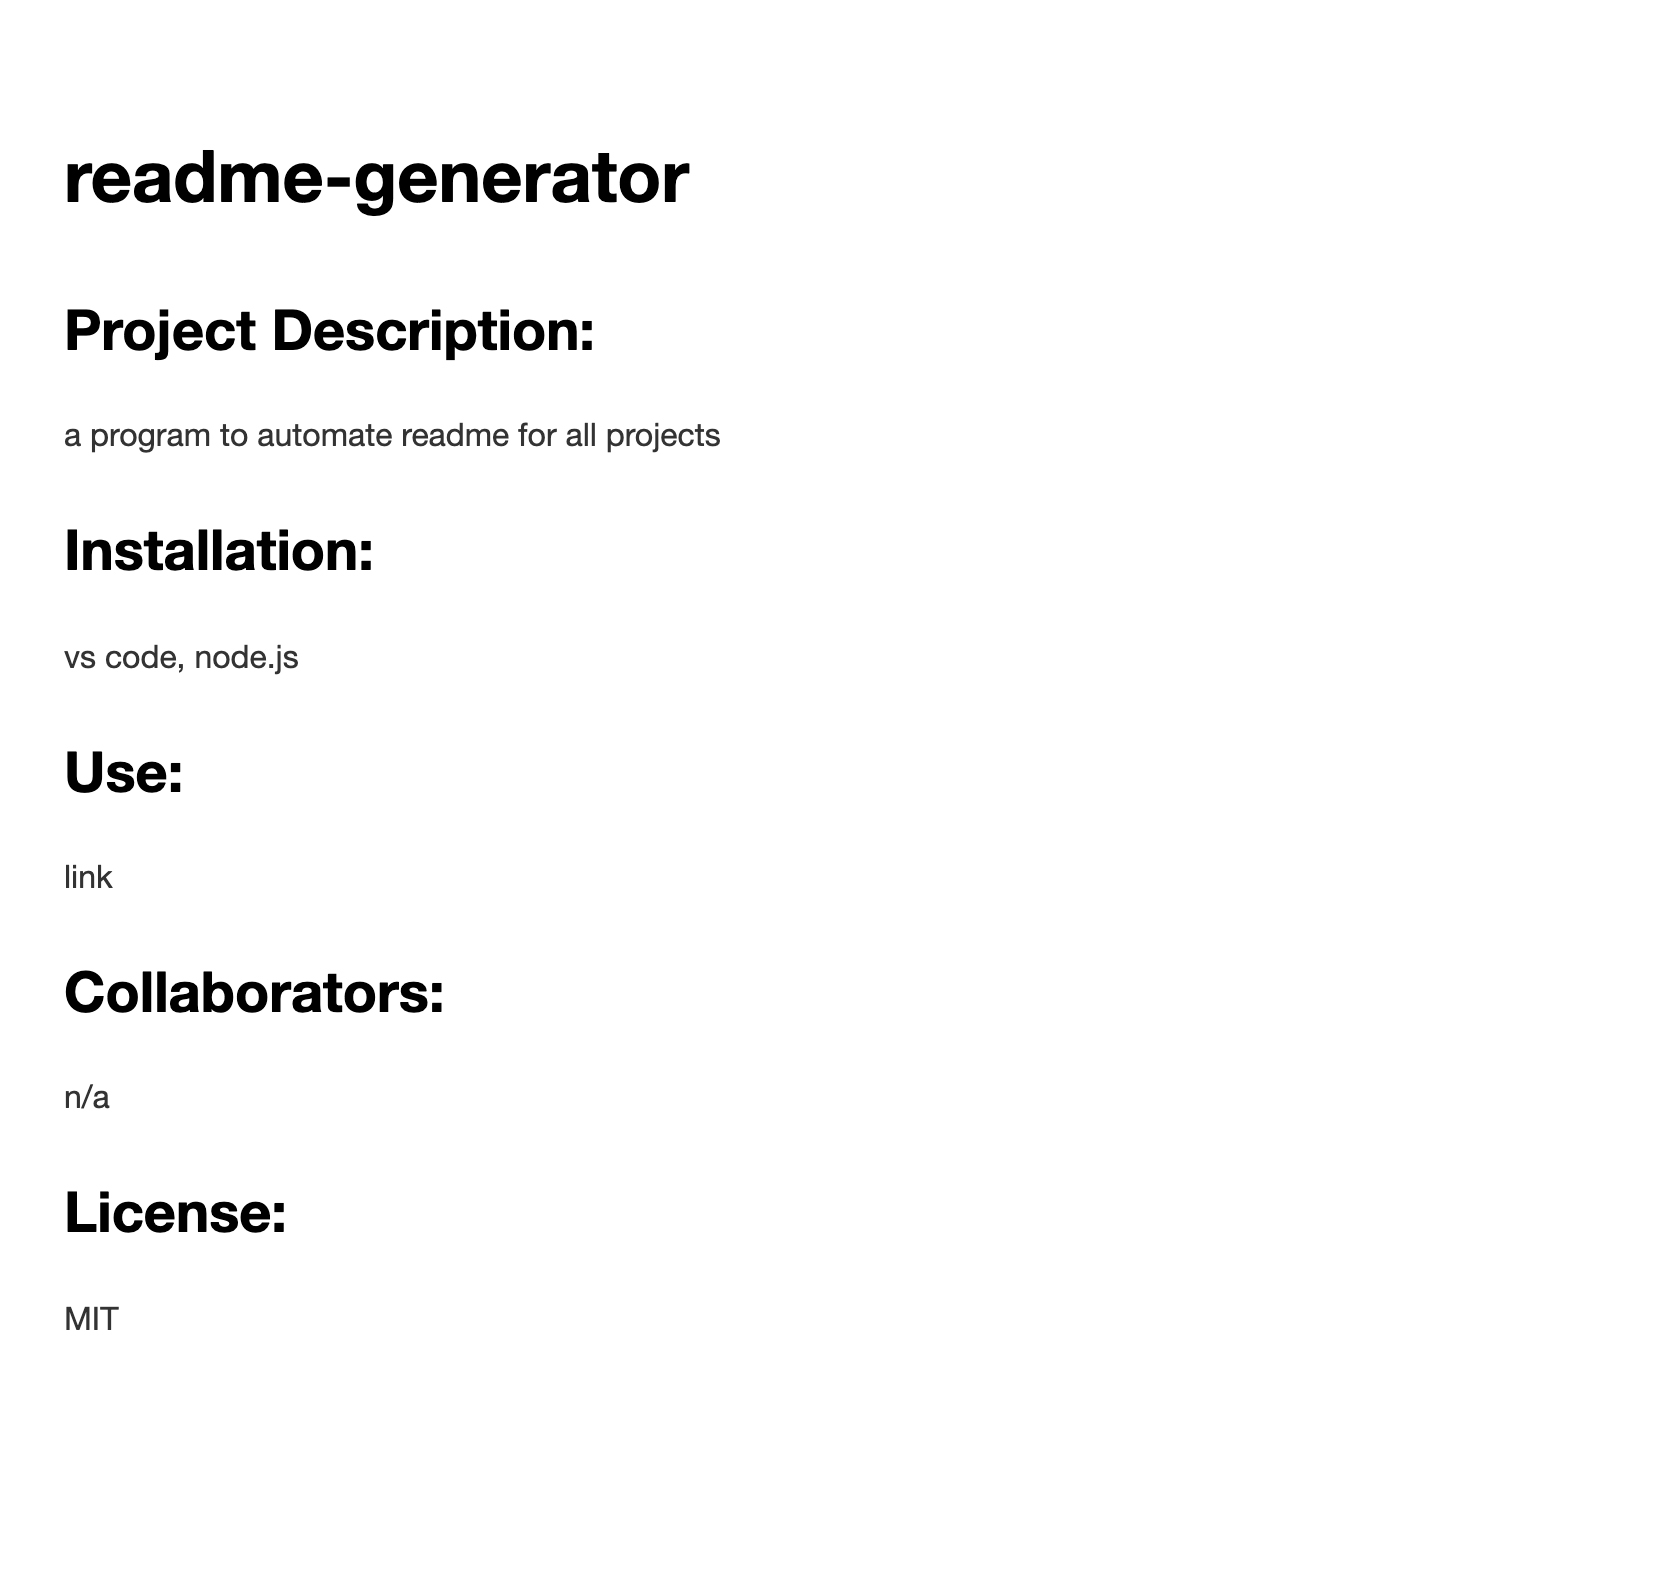 readme-generator
Project Description:
a program to automate readme for all projects
Installation:
vs code, node.js
Use:
link
Collaborators:
n/a
License:
MIT